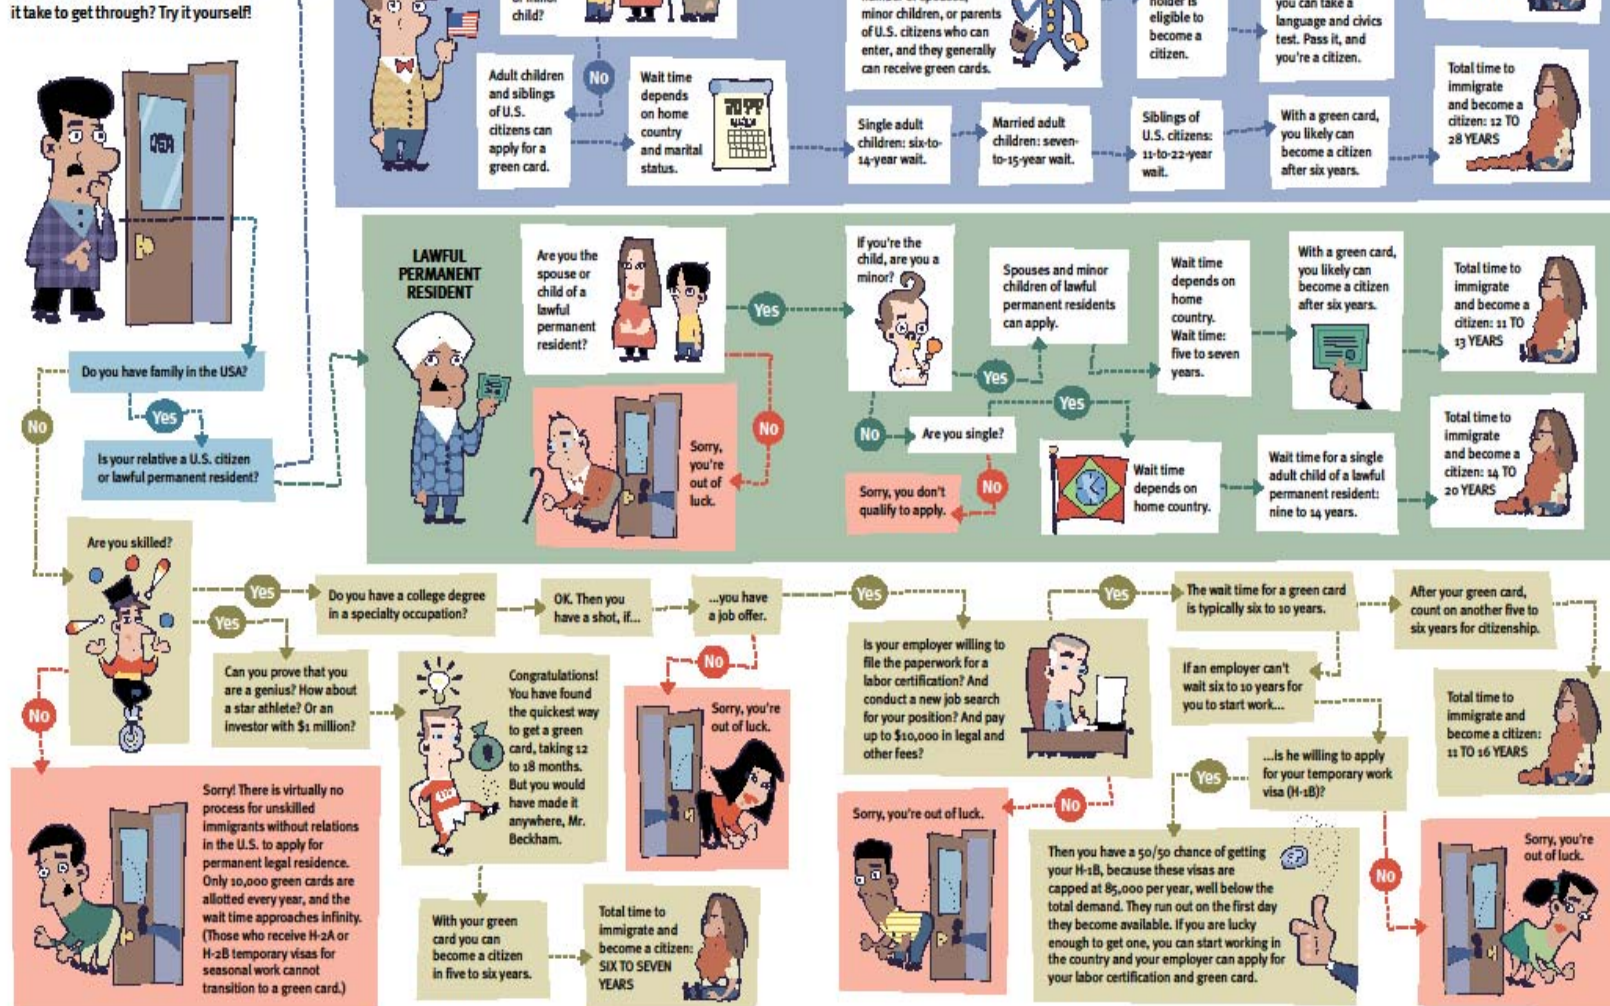 it take to get through? Try it yourself!
child?
Adult children
and siblings
of U.S.
citizens can
apply for a
green card.
No
Wait time
depends
on home
country
and marital
status.
minor children, or parents
of U.S. citizens who can
enter, and they generally
can receive green cards.
holder is
eligible to
become a
citizen.
you can take a
language and civics
test. Pass it, and
you're a citizen.
Single adult
children: six-to-
14-year wait.
Married adult
children: seven-
to-15-year wait.
Siblings of
U.S. citizens:
11-to-22-year
wait.
With a green card,
you likely can
become a citizen
after six years.
Total time to
immigrate
and become a
citizen: 12 TO
28 YEARS
Do you have family in the USA?
Yes
No
Is your relative a U.S. citizen
or lawful permanent resident?
LAWFUL
PERMANENT
RESIDENT
Are you the
spouse or
child of a
lawful
permanent
resident?
Yes
No
Sorry,
you're
out of
luck.
If you're the
child, are you a
minor?
Yes
Spouses and minor
children of lawful
permanent residents
can apply.
Wait time
depends on
home
country.
Wait time:
five to seven
years.
With a green card,
you likely can
become a citizen
after six years.
Total time to
immigrate
and become a
citizen: 11 TO
13 YEARS
No
Are you single?
Yes
No
Sorry, you don't
qualify to apply.
Wait time
depends on
home country.
Wait time for a single
adult child of a lawful
permanent resident:
nine to 14 years.
Total time to
immigrate
and become a
citizen: 14 TO
20 YEARS
Are you skilled?
Yes
Yes
No
Do you have a college degree
in a specialty occupation?
OK. Then you
have a shot, if...
...you have
a job offer.
Yes
No
Sorry, you're
out of luck.
Can you prove that you
are a genius? How about
a star athlete? Or an
investor with $1 million?
Congratulations!
You have found
the quickest way
to get a green
card, taking 12
to 18 months.
But you would
have made it
anywhere, Mr.
Beckham.
With your green
card you can
become a citizen
in five to six years.
Total time to
immigrate and
become a citizen:
SIX TO SEVEN
YEARS
Sorry! There is virtually no
process for unskilled
immigrants without relations
in the U.S. to apply for
permanent legal residence.
Only 10,000 green cards are
allotted every year, and the
wait time approaches infinity.
(Those who receive H-2A or
H-2B temporary visas for
seasonal work cannot
transition to a green card.)
Is your employer willing to
file the paperwork for a
labor certification? And
conduct a new job search
for your position? And pay
up to $10,000 in legal and
other fees?
Yes
No
Sorry, you're out of luck.
The wait time for a green card
is typically six to 10 years.
After your green card,
count on another five to
six years for citizenship.
Total time to
immigrate and
become a citizen:
11 TO 16 YEARS
If an employer can't
wait six to 10 years for
you to start work...
...is he willing to apply
for your temporary work
visa (H-1B)?
Yes
No
Then you have a 50/50 chance of getting
your H-1B, because these visas are
capped at 85,000 per year, well below the
total demand. They run out on the first day
they become available. If you are lucky
enough to get one, you can start working in
the country and your employer can apply for
your labor certification and green card.
Sorry, you're
out of luck.